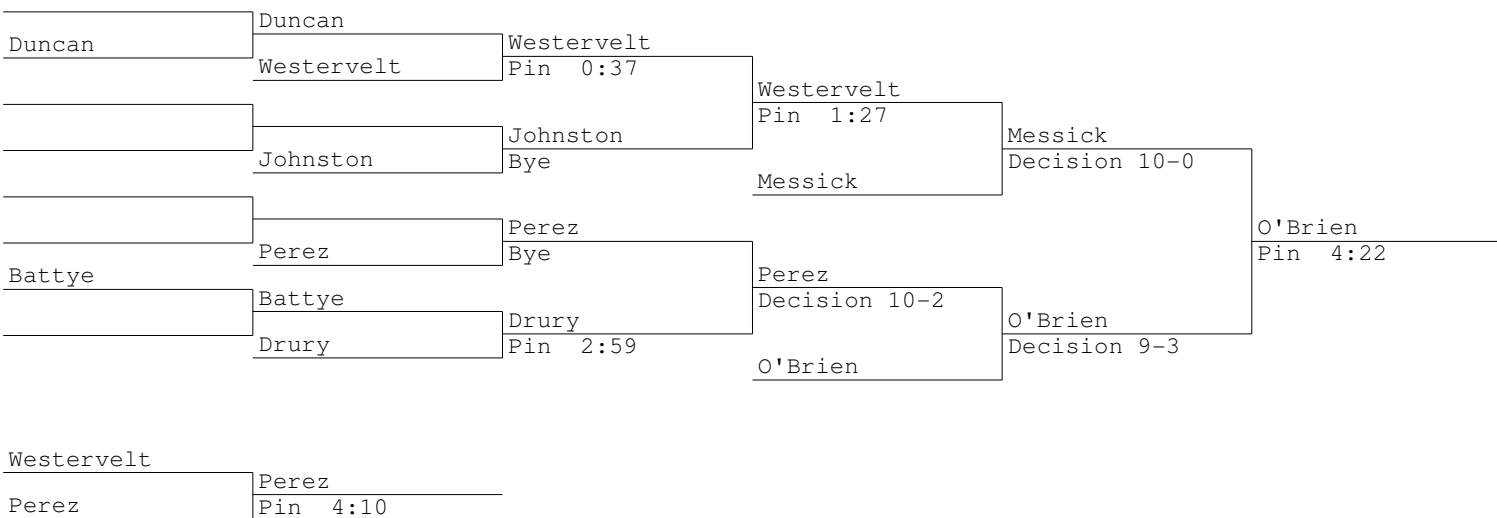 Duncan
Duncan
Westervelt
Westervelt
Pin 0:37
Johnston
Johnston
Bye
Westervelt
Pin 1:27
Messick
Messick
Decision 10-0
Perez
Perez
Bye
Battye
Battye
Drury
Drury
Pin 2:59
Perez
Decision 10-2
O'Brien
O'Brien
Decision 9-3
O'Brien
Pin 4:22
Westervelt
Perez
Perez
Pin 4:10